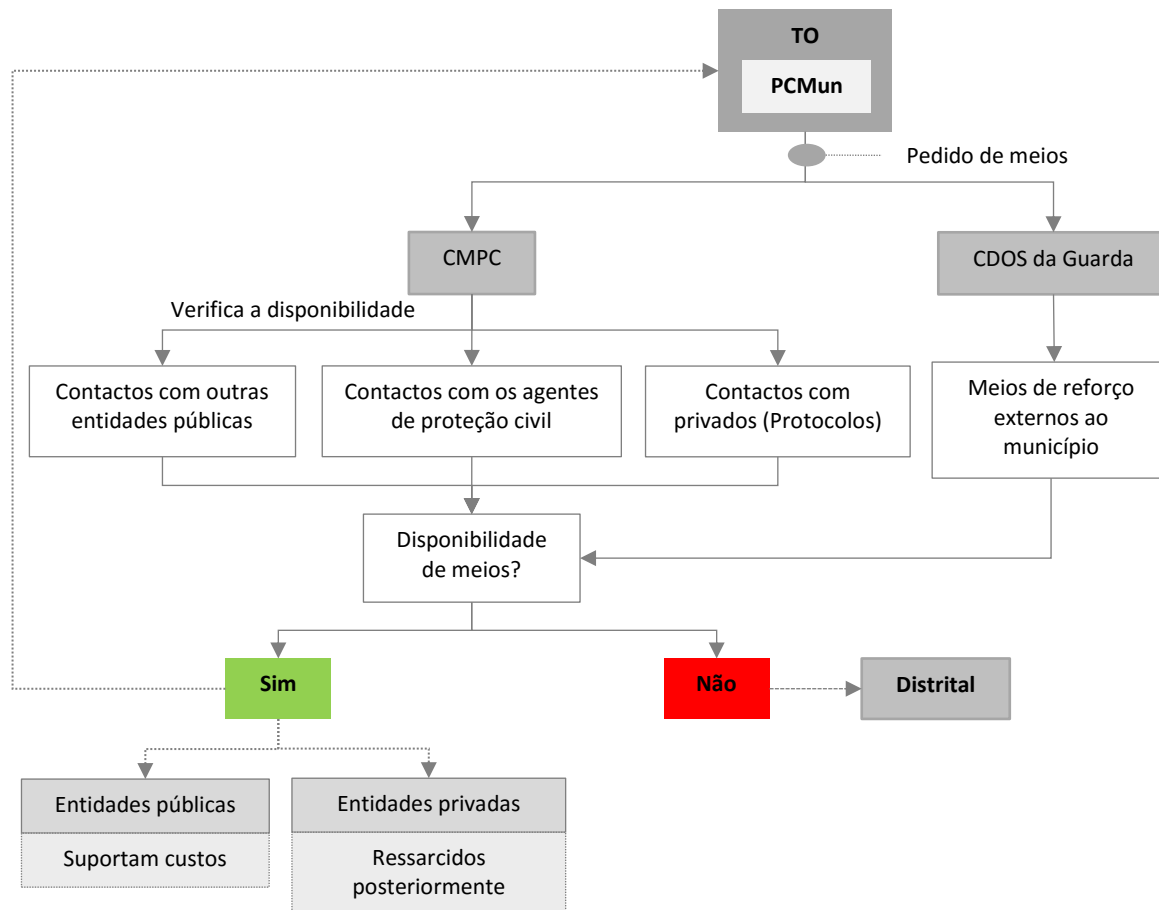 TO
PCMun
Pedido de meios
CMPC
CDOS da Guarda
Verifica a disponibilidade
Contactos com outras
entidades públicas
Contactos com os agentes
de proteção civil
Contactos com
privados (Protocolos)
Meios de reforço
externos ao
município
Disponibilidade
de meios?
Sim
Não
Distrital
Entidades públicas
Suportam custos
Entidades privadas
Ressarcidos
posteriormente